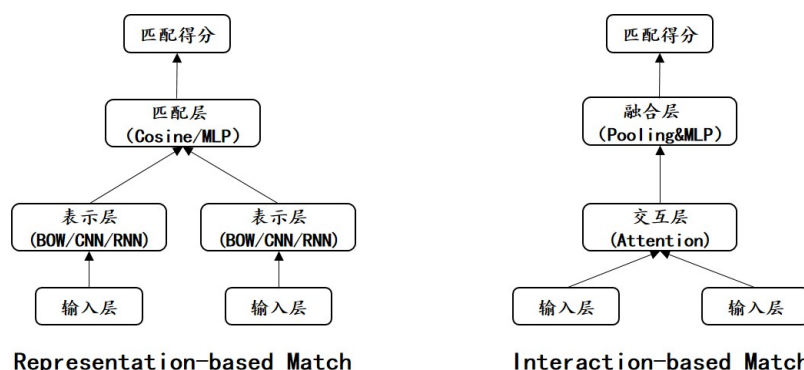 匹配得分
匹配层
(Cosine/MLP)
表示层
(BOW/CNN/RNN)
表示层
(BOW/CNN/RNN)
输入层
输入层
Representation-based Match
匹配得分
融合层
(Pooling&MLP)
交互层
(Attention)
输入层
输入层
Interaction-based Match